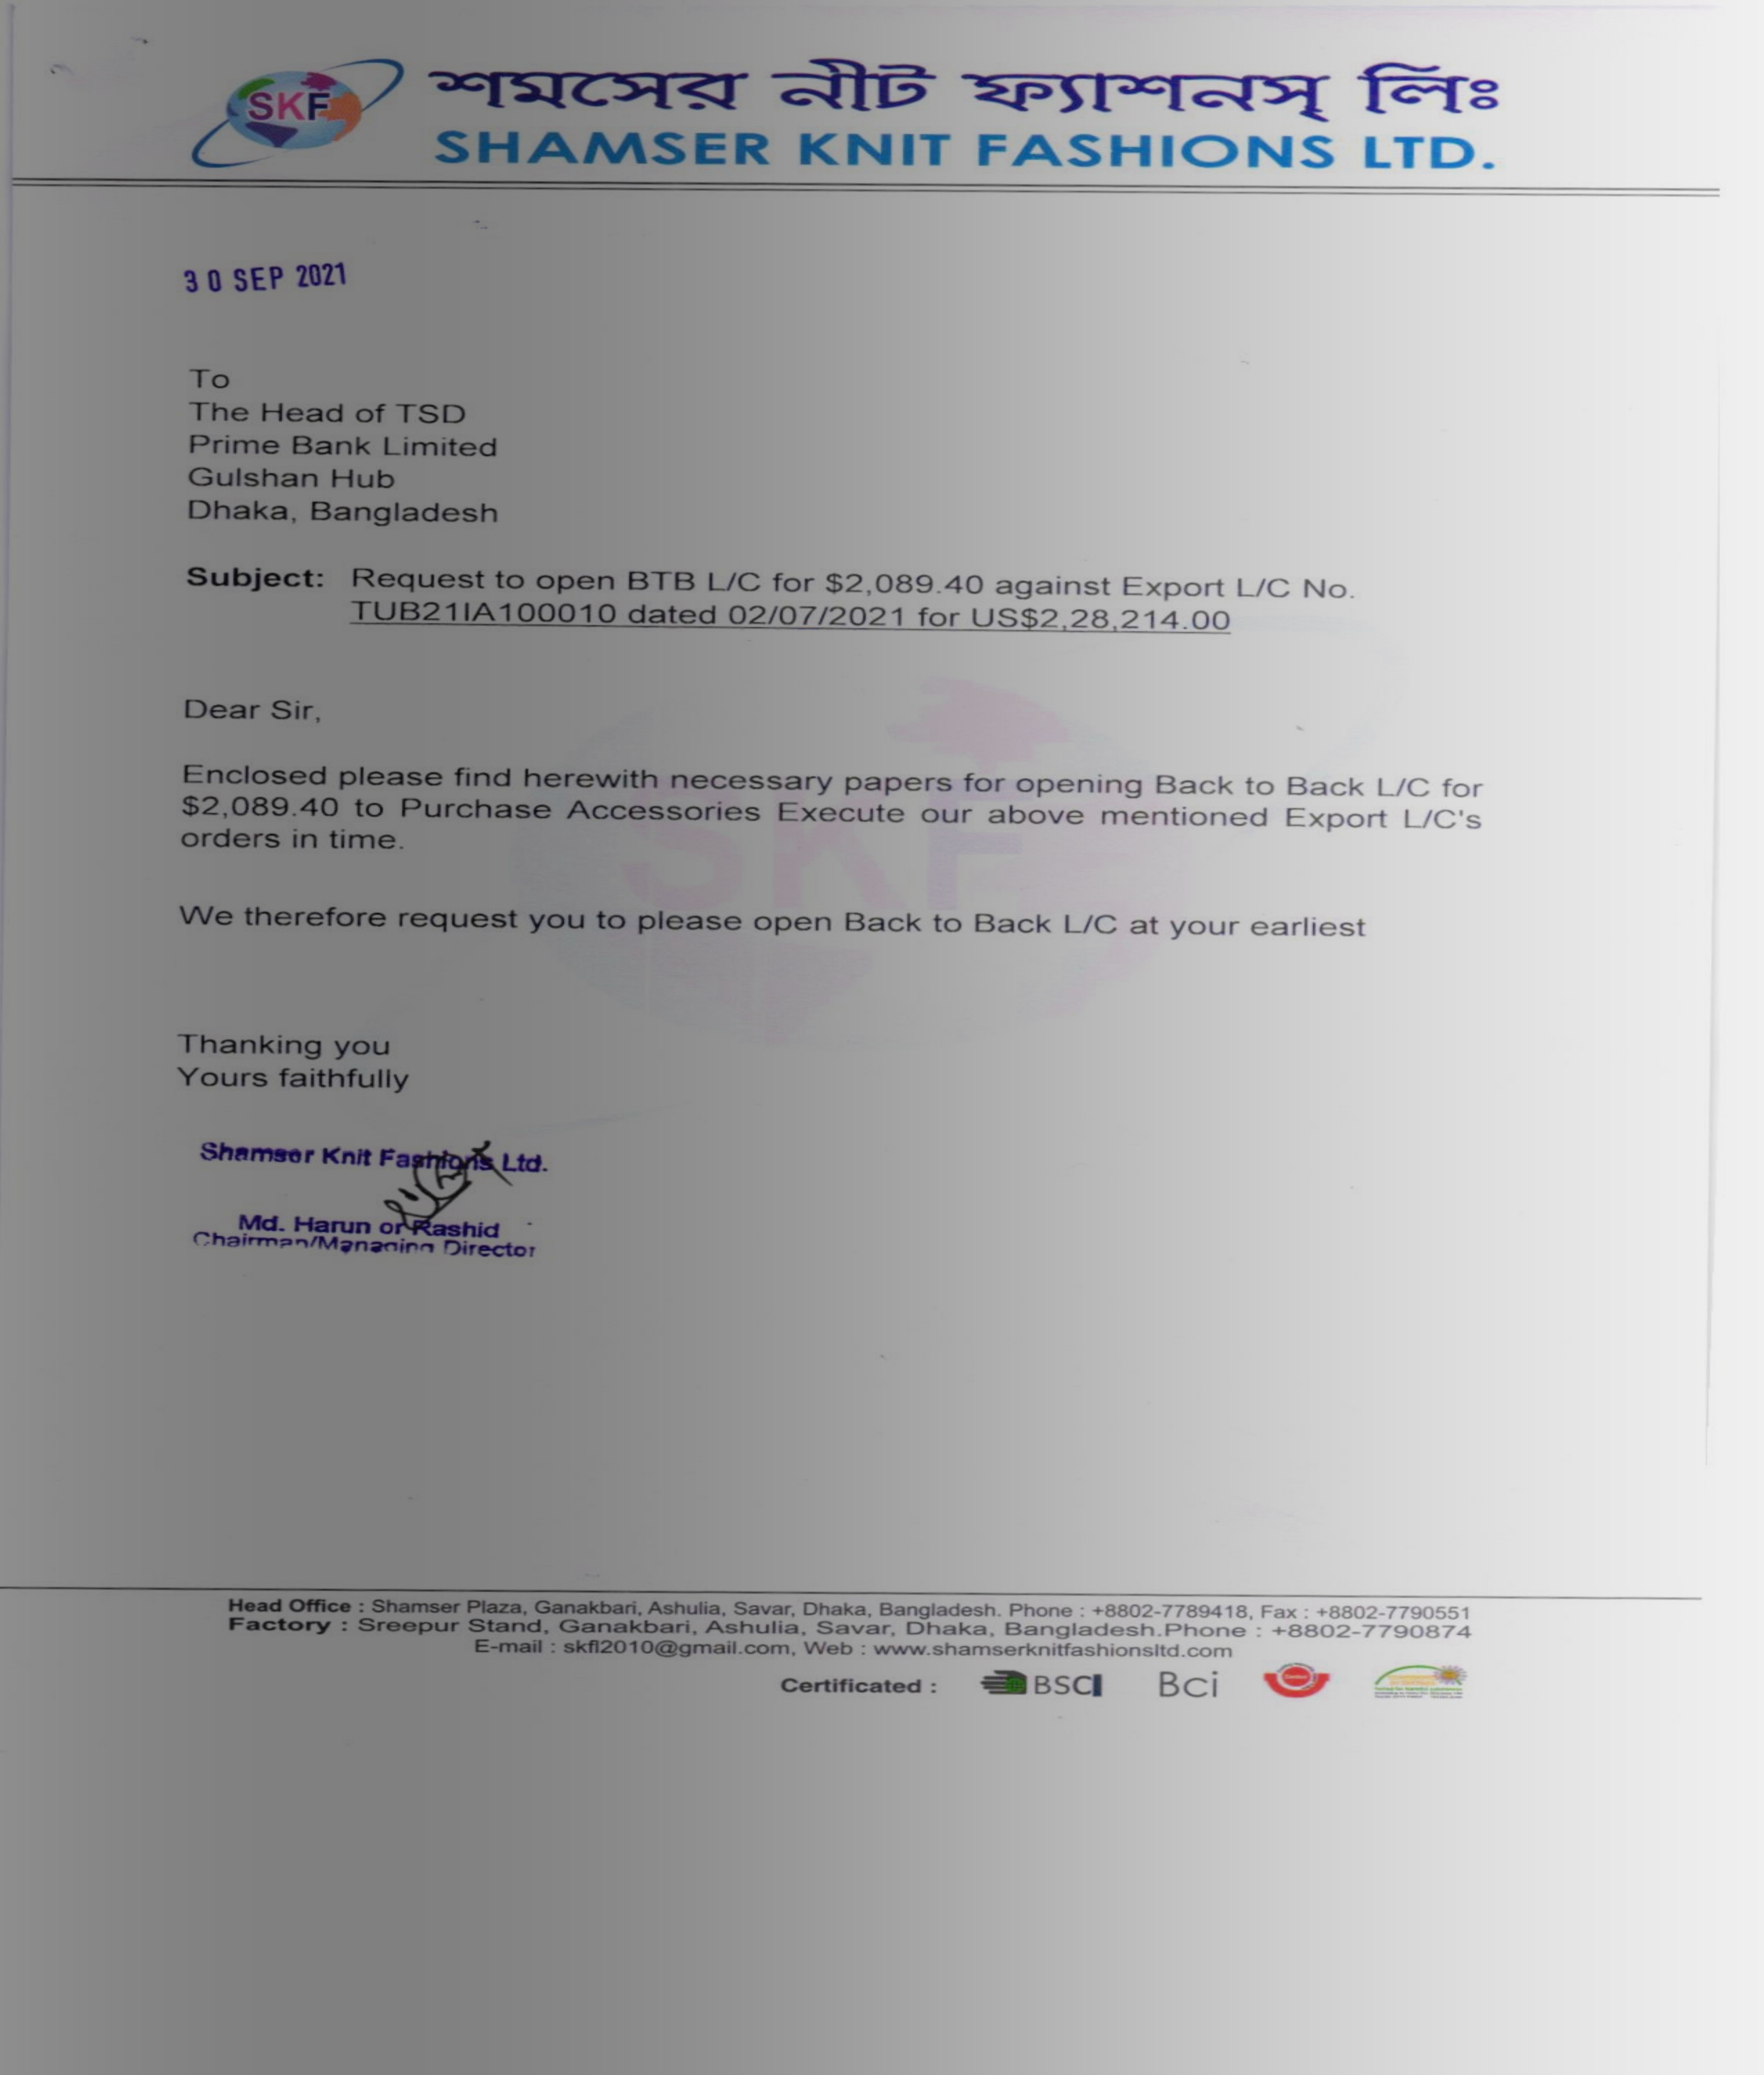 SKF
শমসের নীট ফ্যাশনস্ লিঃ
SHAMSER KNIT FASHIONS LTD.
30 SEP 2021
To
The Head of TSD
Prime Bank Limited
Gulshan Hub
Dhaka, Bangladesh
Subject: Request to open BTB L/C for $2,089.40 against Export L/C No.
TUB21IA100010 dated 02/07/2021 for US$2,28,214.00
Dear Sir,
Enclosed please find herewith necessary papers for opening Back to Back L/C for
$2,089.40 to Purchase Accessories Execute our above mentioned Export L/C's
orders in time.
We therefore request you to please open Back to Back L/C at your earliest
SKF
Thanking you
Yours faithfully
Shamser Knit Fashions Ltd.
Md. Harun or Rashid
Chairman/Managing Director
Head Office : Shamser Plaza, Ganakbari, Ashulia, Savar, Dhaka, Bangladesh. Phone : +8802-7789418, Fax : +8802-7790551
Factory : Sreepur Stand, Ganakbari, Ashulia, Savar, Dhaka, Bangladesh.Phone : +8802-7790874
E-mail : skfl2010@gmail.com, Web : www.shamserknitfashionsltd.com
Certificated : BSCI Bci